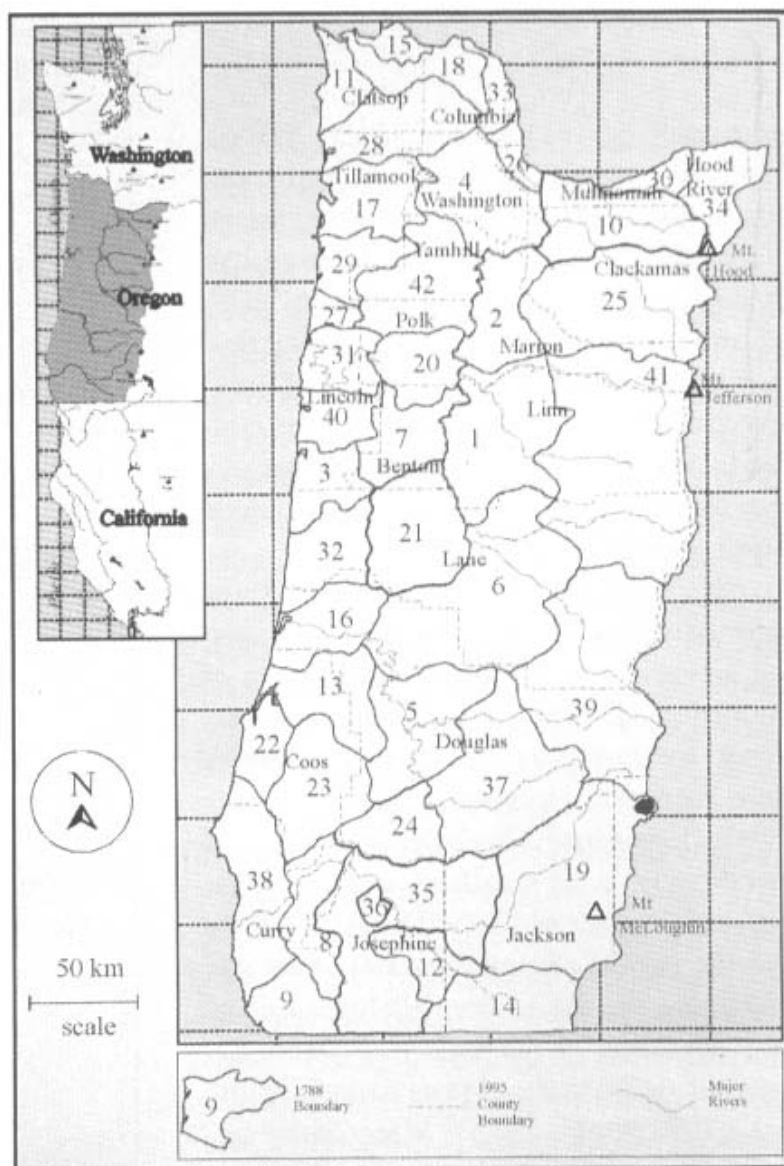 Washington
Oregon
California
N
50 km
scale
15
18
11
33
Clatsop
Columbia
28
26
Tillamook
4
Washington
17
30
Hood
River
Multnomah
34
10
Mt.
Hood
Yamhill
29
42
Clackamas
25
27
Polk
2
Marion
31
20
41
Mt
Jefferson
Lincoln
40
Linn
7
1
3
Benton
21
32
Lane
6
16
13
5
39
22
Douglas
Coos
23
37
24
19
38
35
36
Mt
McLoughlin
Curry
8
Josephine
Jackson
12
9
14
9
1788
Boundary
1995
County
Boundary
Major
Rivers